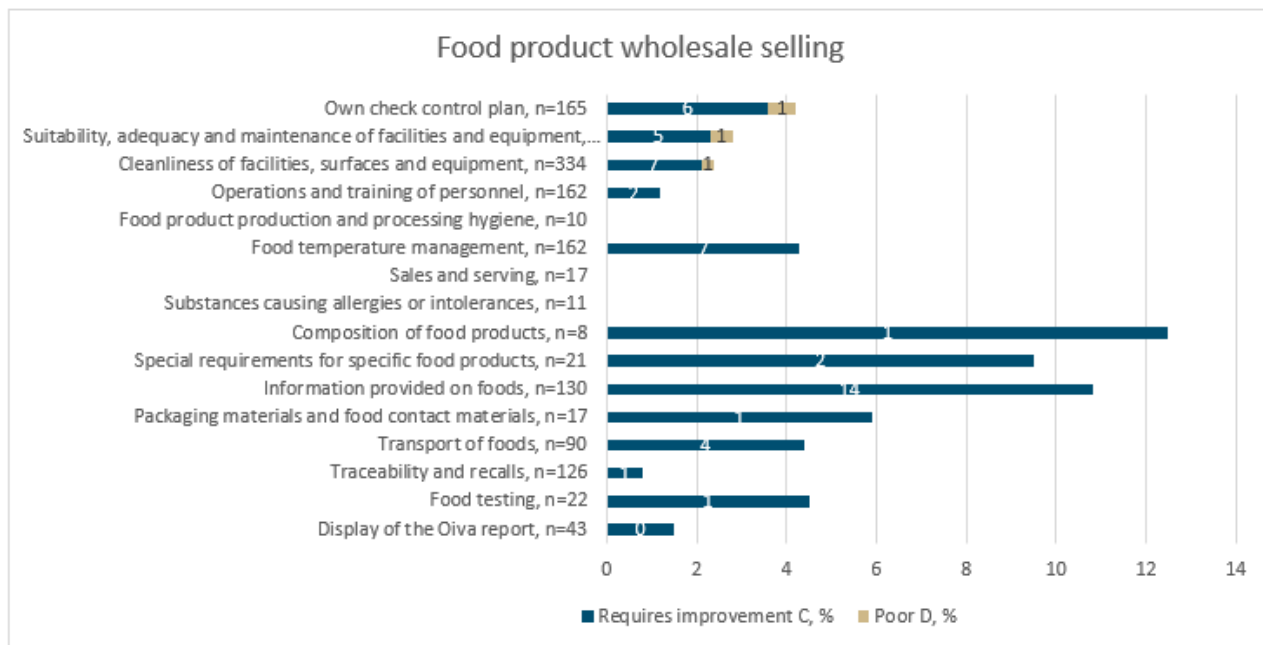 Food product wholesale selling
Own check control plan, n=165 6 1
Suitability, adequacy and maintenance of facilities and equipment,... 5 1
Cleanliness of facilities, surfaces and equipment, n=334 7 1
Operations and training of personnel, n=162 2
Food product production and processing hygiene, n=10
Food temperature management, n=162 7
Sales and serving, n=17
Substances causing allergies or intolerances, n=11
Composition of food products, n=8 1
Special requirements for specific food products, n=21 2
Information provided on foods, n=130 14
Packaging materials and food contact materials, n=17 1
Transport of foods, n=90 4
Traceability and recalls, n=126 1
Food testing, n=22 1
Display of the Oiva report, n=43 0
0 2 4 6 8 10 12 14
Requires improvement C, % Poor D, %